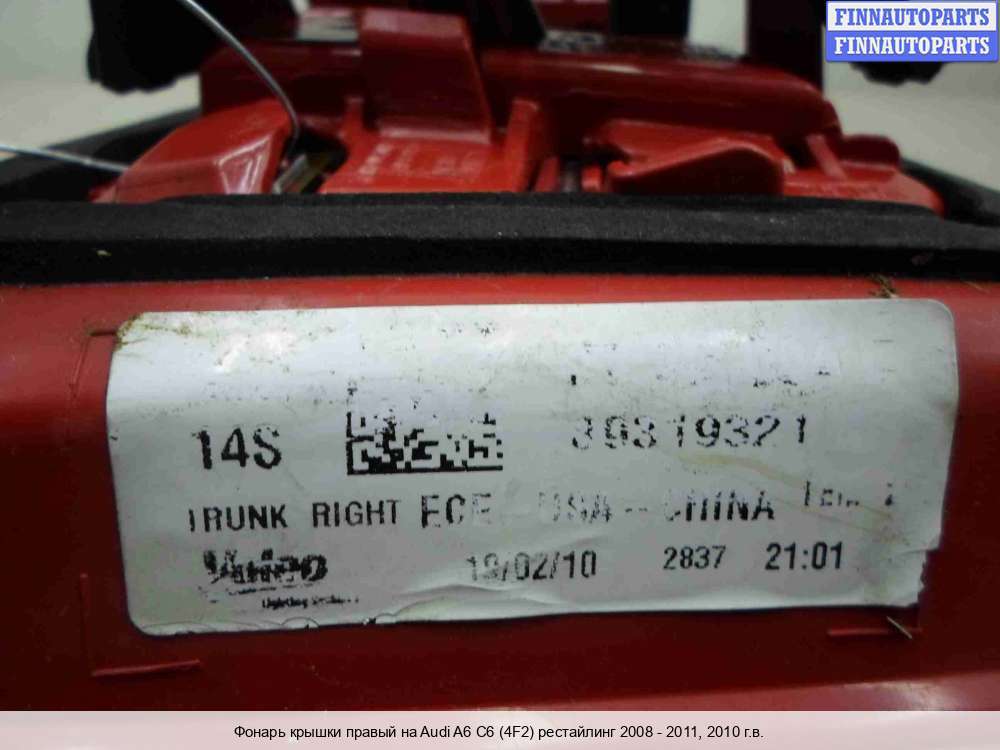 FINNAUTOPARTS
FINNAUTOPARTS
14S 39319321
TRUNK RIGHT ECE USA - CHINA
Valeo 19/02/10 2837 21:01
Фонарь крышки правый на Audi A6 C6 (4F2) рестайлинг 2008 - 2011, 2010 г.в.